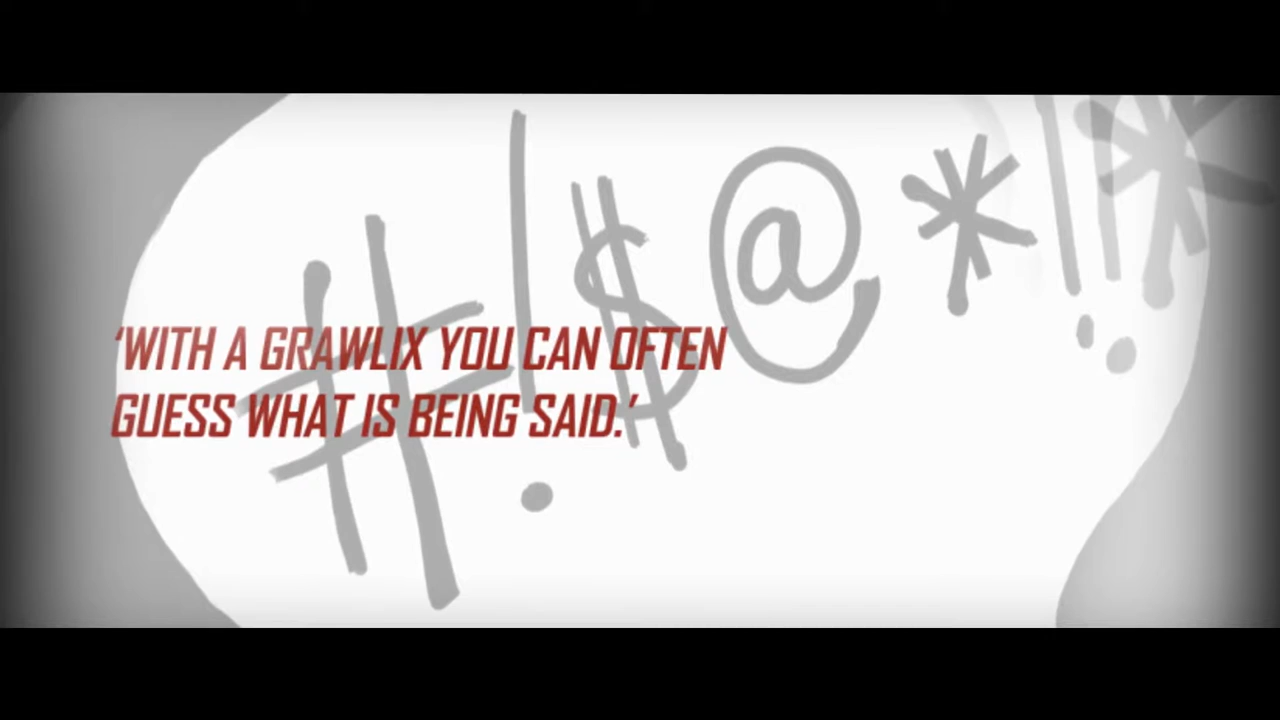 #!$@*!!*
‘WITH A GRAWLIX YOU CAN OFTEN
GUESS WHAT IS BEING SAID.’